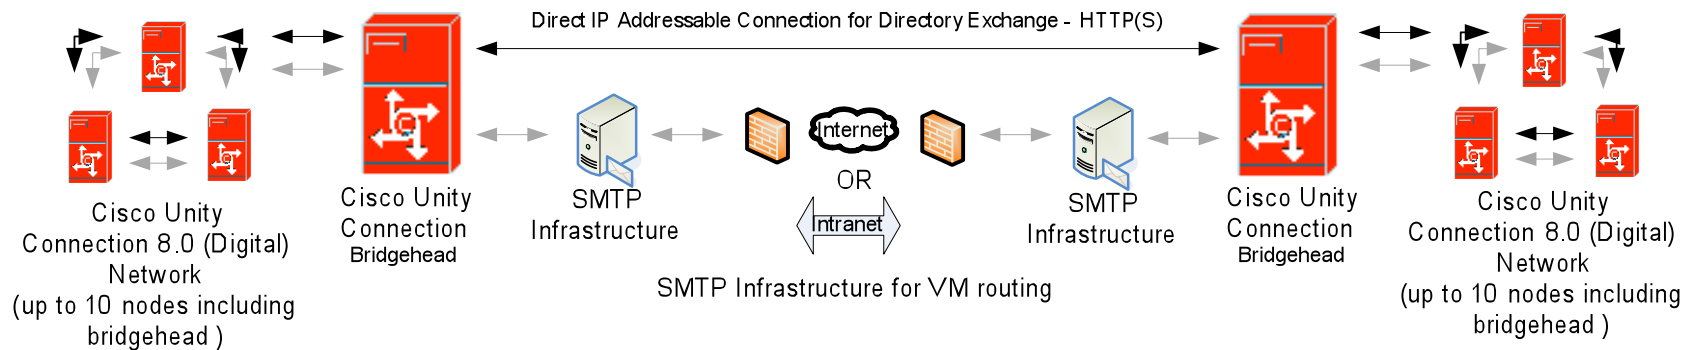 Direct IP Addressable Connection for Directory Exchange - HTTP(S)
Cisco Unity
Connection 8.0 (Digital)
Network
(up to 10 nodes including
bridgehead )
Cisco Unity
Connection
Bridgehead
SMTP
Infrastructure
Internet
OR
Intranet
SMTP Infrastructure for VM routing
SMTP
Infrastructure
Cisco Unity
Connection
Bridgehead
Cisco Unity
Connection 8.0 (Digital)
Network
(up to 10 nodes including
bridgehead )